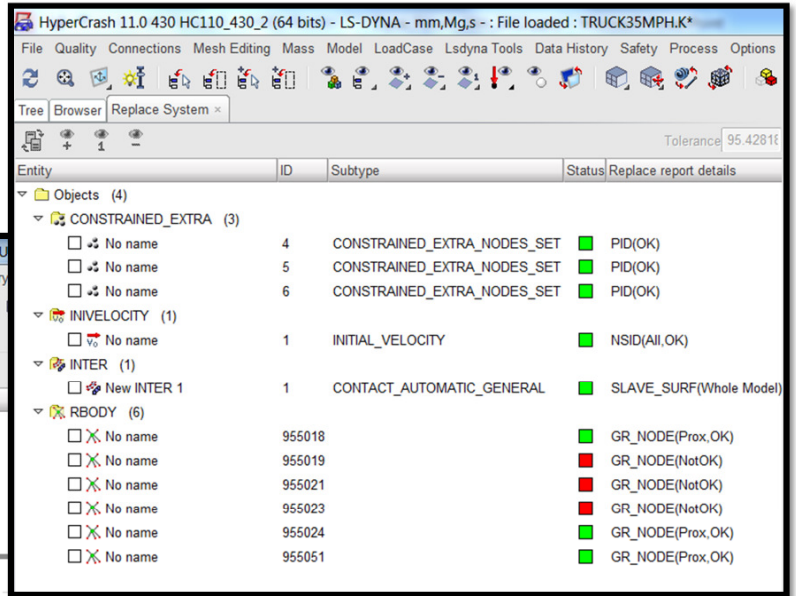 HyperCrash 11.0 430 HC110_430_2 (64 bits) - LS-DYNA - mm,Mg,s - : File loaded : TRUCK35MPH.K*
File Quality Connections Mesh Editing Mass Model LoadCase Lsdyna Tools Data History Safety Process Options
Tree Browser Replace System ×
Tolerance 95.42818
Entity ID Subtype Status Replace report details
Objects (4)
CONSTRAINED_EXTRA (3)
No name 4 CONSTRAINED_EXTRA_NODES_SET PID(OK)
No name 5 CONSTRAINED_EXTRA_NODES_SET PID(OK)
No name 6 CONSTRAINED_EXTRA_NODES_SET PID(OK)
INIVELOCITY (1)
No name 1 INITIAL_VELOCITY NSID(All,OK)
INTER (1)
New INTER 1 1 CONTACT_AUTOMATIC_GENERAL SLAVE_SURF(Whole Model)
RBODY (6)
No name 955018 GR_NODE(Prox,OK)
No name 955019 GR_NODE(NotOK)
No name 955021 GR_NODE(NotOK)
No name 955023 GR_NODE(NotOK)
No name 955024 GR_NODE(Prox,OK)
No name 955051 GR_NODE(Prox,OK)